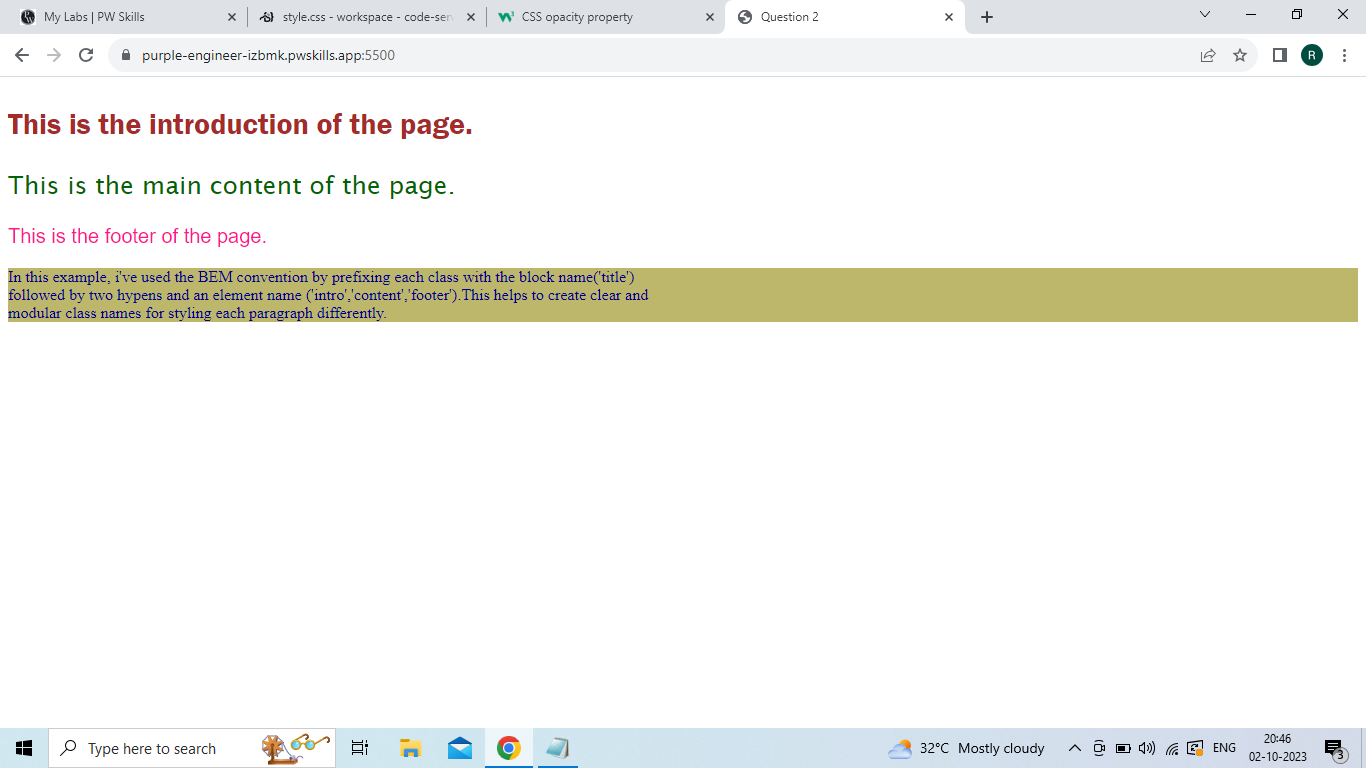 My Labs | PW Skills
style.css - workspace - code-ser
CSS opacity property
Question 2
purple-engineer-izbmk.pwskills.app:5500
R
This is the introduction of the page.
This is the main content of the page.
This is the footer of the page.
In this example, i've used the BEM convention by prefixing each class with the block name('title')
followed by two hypens and an element name ('intro','content','footer').This helps to create clear and
modular class names for styling each paragraph differently.
Type here to search
32°C Mostly cloudy
ENG
20:46
02-10-2023
3